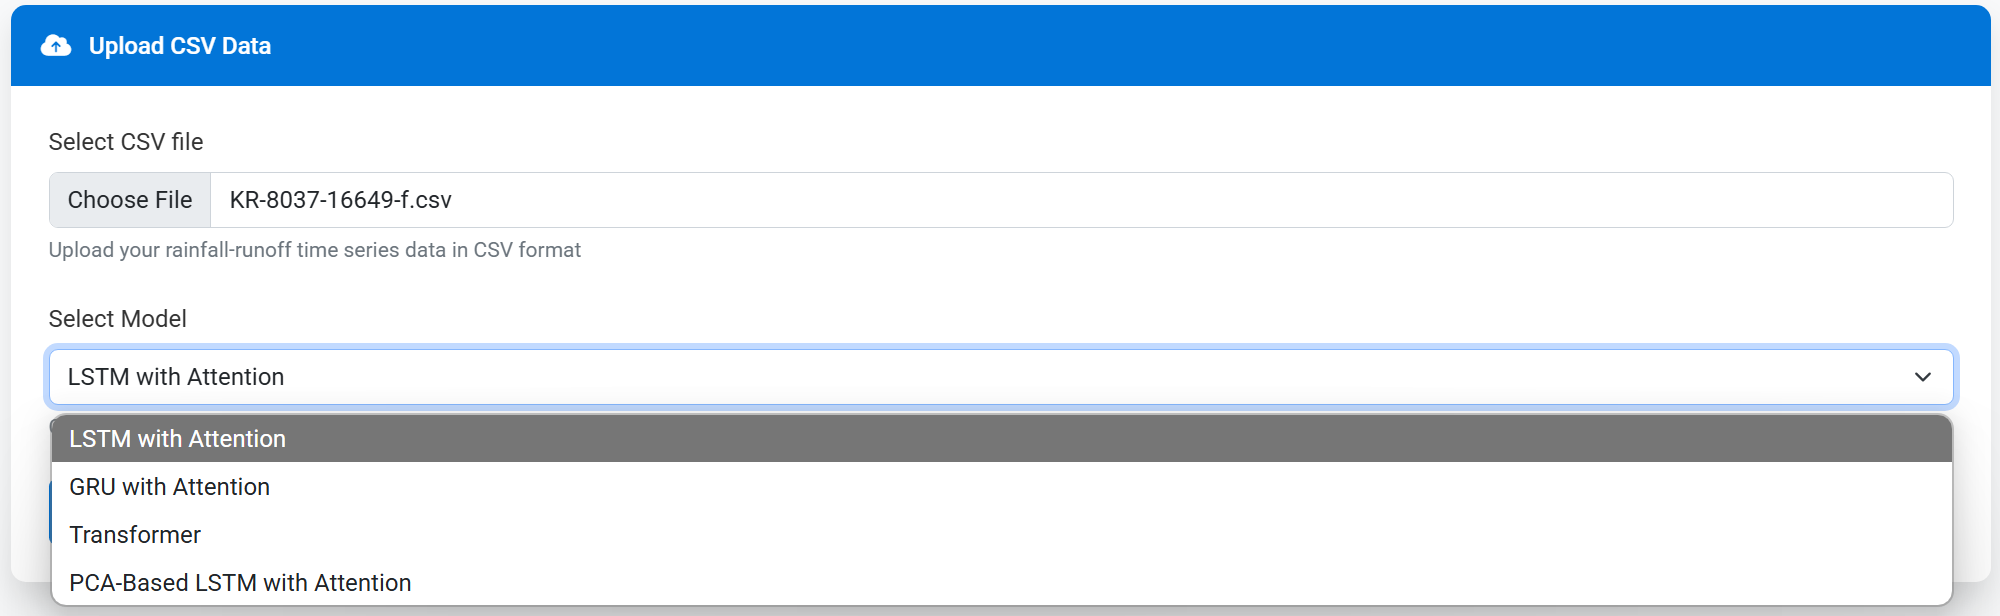 Upload CSV Data
Select CSV file
Choose File KR-8037-16649-f.csv
Upload your rainfall-runoff time series data in CSV format
Select Model
LSTM with Attention
LSTM with Attention
GRU with Attention
Transformer
PCA-Based LSTM with Attention